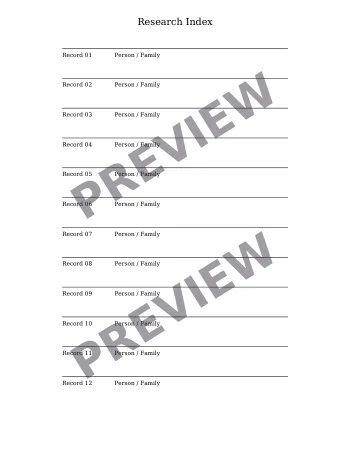 Research Index
Record 01 Person / Family
Record 02 Person / Family
Record 03 Person / Family
Record 04 Person / Family
Record 05 Person / Family
Record 06 Person / Family
PREVIEW
Record 07 Person / Family
Record 08 Person / Family
Record 09 Person / Family
Record 10 Person / Family
Record 11 Person / Family
PREVIEW
Record 12 Person / Family